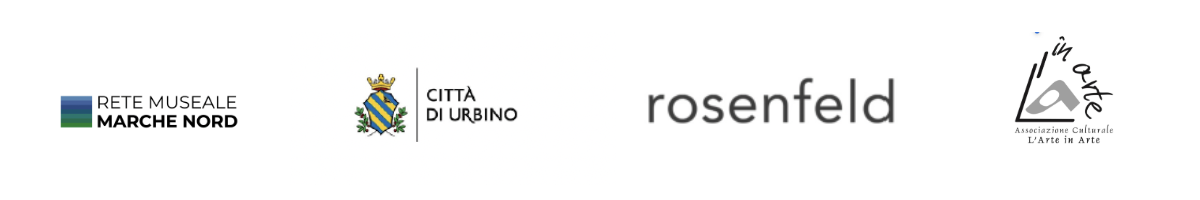 RETE MUSEALE
MARCHE NORD
CITTÀ
DI URBINO
rosenfeld
in arte
Associazione Culturale
L'Arte in Arte